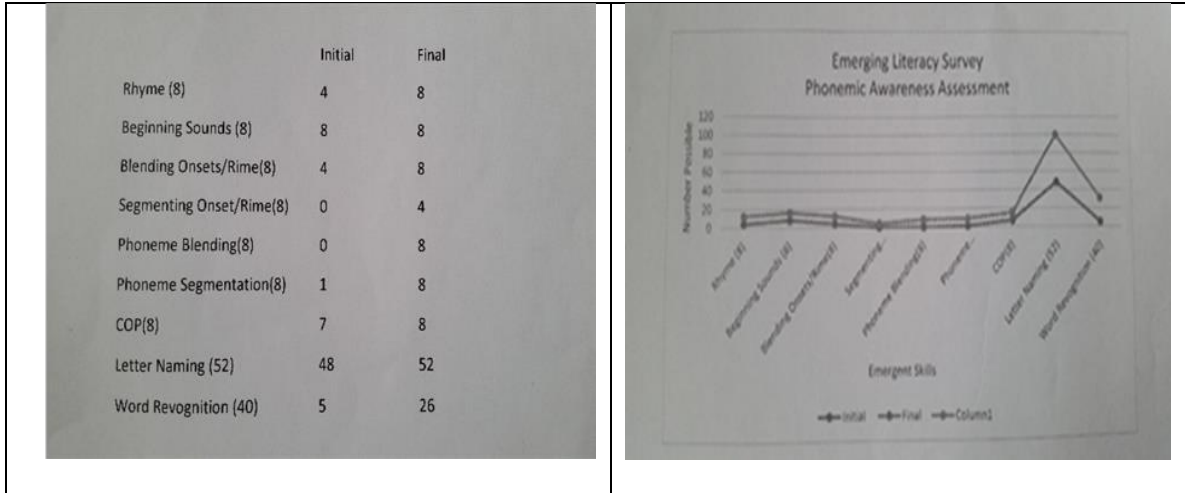 Initial Final
Rhyme (8) 4 8
Beginning Sounds (8) 8 8
Blending Onsets/Rime(8) 4 8
Segmenting Onset/Rime(8) 0 4
Phoneme Blending(8) 0 8
Phoneme Segmentation(8) 1 8
COP(8) 7 8
Letter Naming (52) 48 52
Word Revognition (40) 5 26
Emerging Literacy Survey
Phonemic Awareness Assessment
Number Possible
120
100
80
60
40
20
0
Rhyme (8)
Beginning Sounds (8)
Blending Onsets/Rime(8)
Segmenting...
Phoneme Blending(8)
Phoneme...
COP(8)
Letter Naming (52)
Word Revognition (40)
Emergent Skills
Initial Final Column1